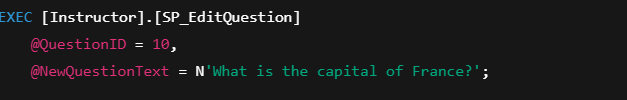 EXEC [Instructor].[SP_EditQuestion]
@QuestionID = 10,
@NewQuestionText = N'What is the capital of France?';